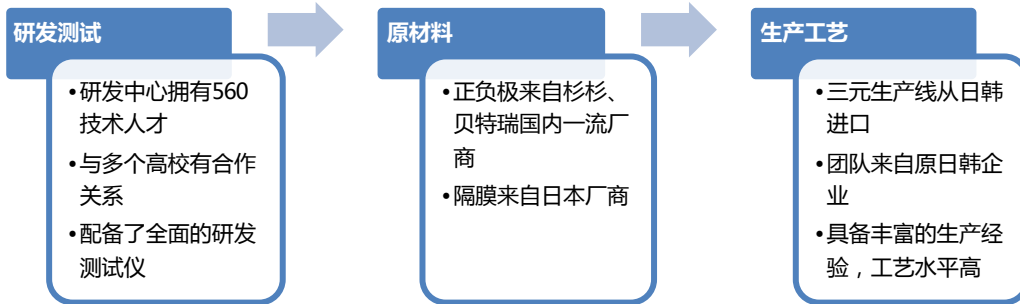 研发测试
•研发中心拥有560
技术人才
•与多个高校有合作
关系
•配备了全面的研发
测试仪
原材料
•正负极来自杉杉、
贝特瑞国内一流厂
商
•隔膜来自日本厂商
生产工艺
•三元生产线从日韩
进口
•团队来自原日韩企
业
•具备丰富的生产经
验，工艺水平高